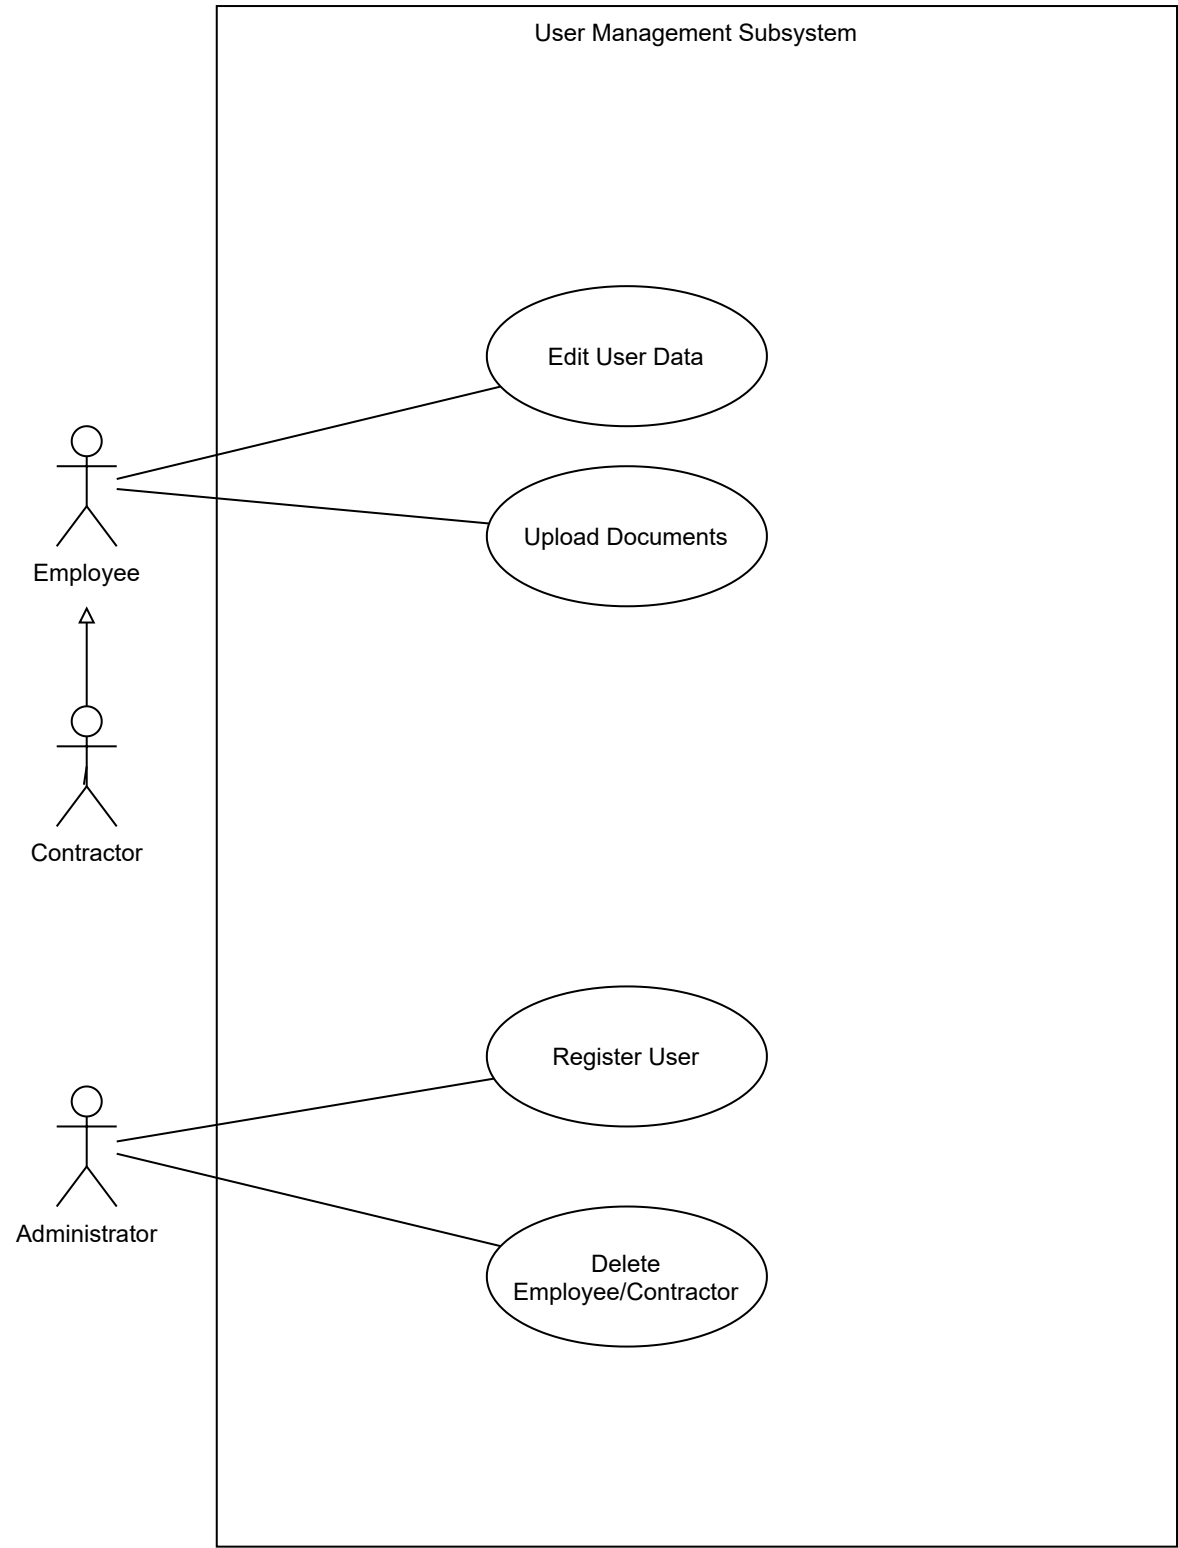 User Management Subsystem
Edit User Data
Upload Documents
Employee
Contractor
Register User
Administrator
Delete
Employee/Contractor